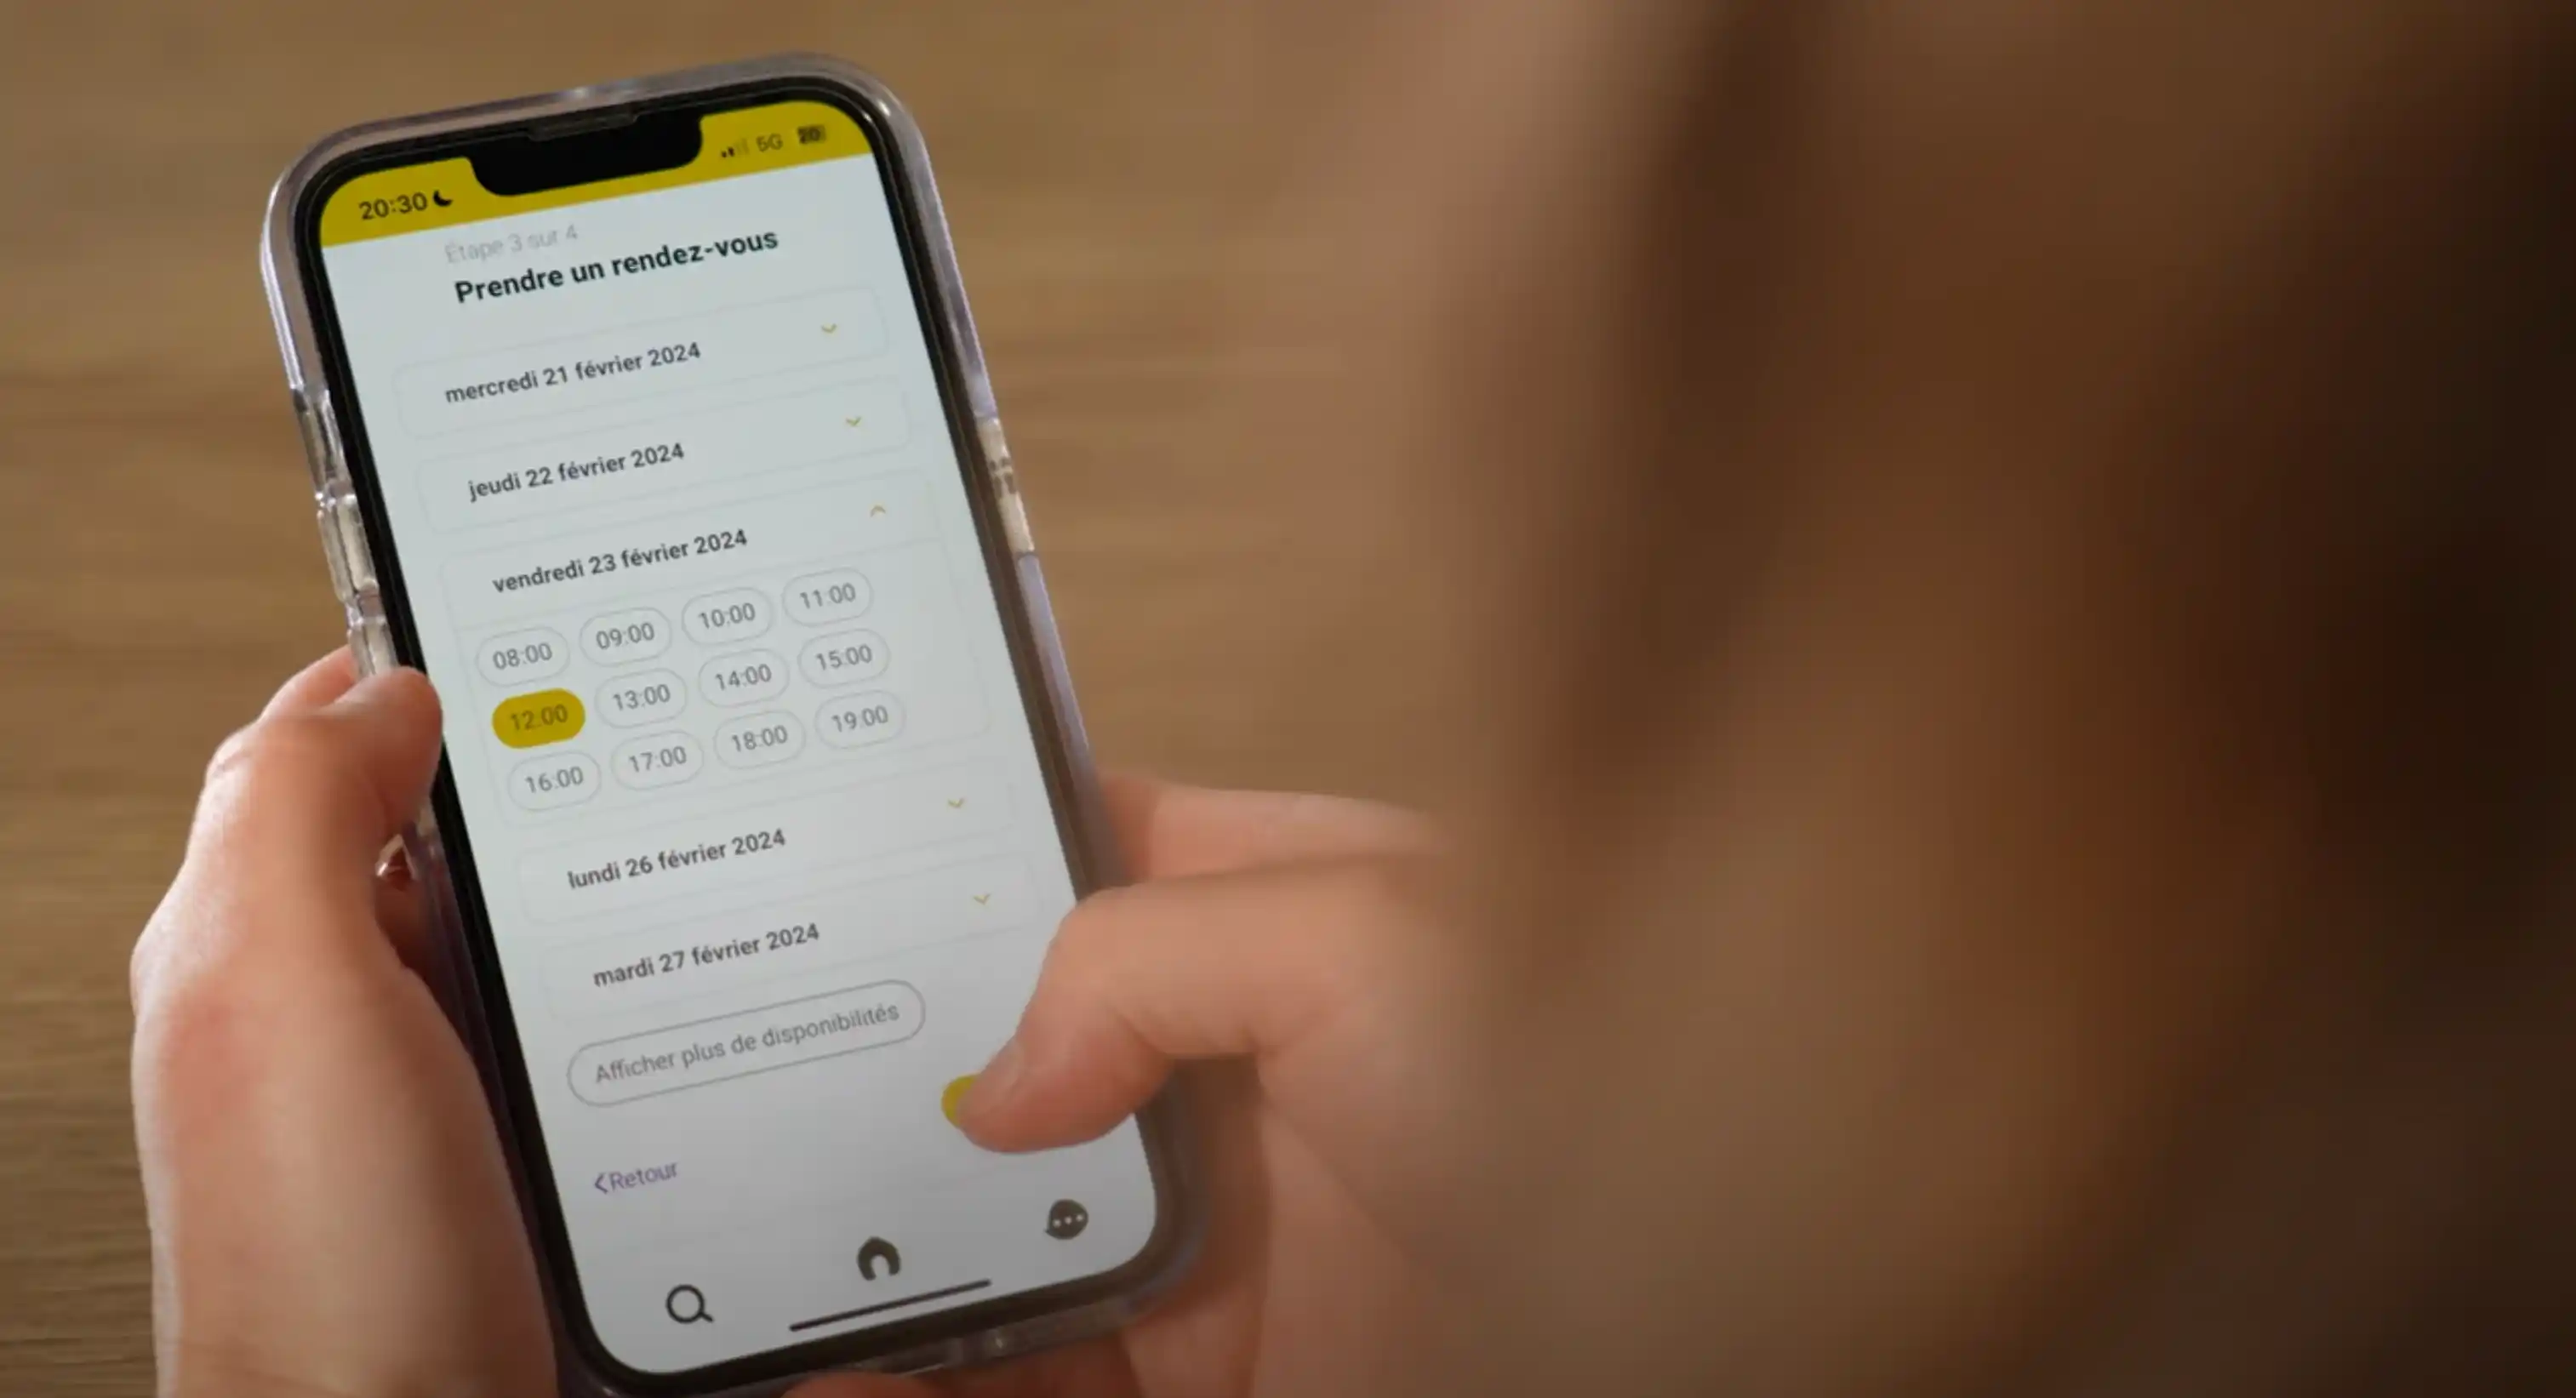 20:30 5G 20
Étape 3 sur 4
Prendre un rendez-vous
mercredi 21 février 2024
jeudi 22 février 2024
vendredi 23 février 2024
08:00 09:00 10:00 11:00
12:00 13:00 14:00 15:00
16:00 17:00 18:00 19:00
lundi 26 février 2024
mardi 27 février 2024
Afficher plus de disponibilités
Retour